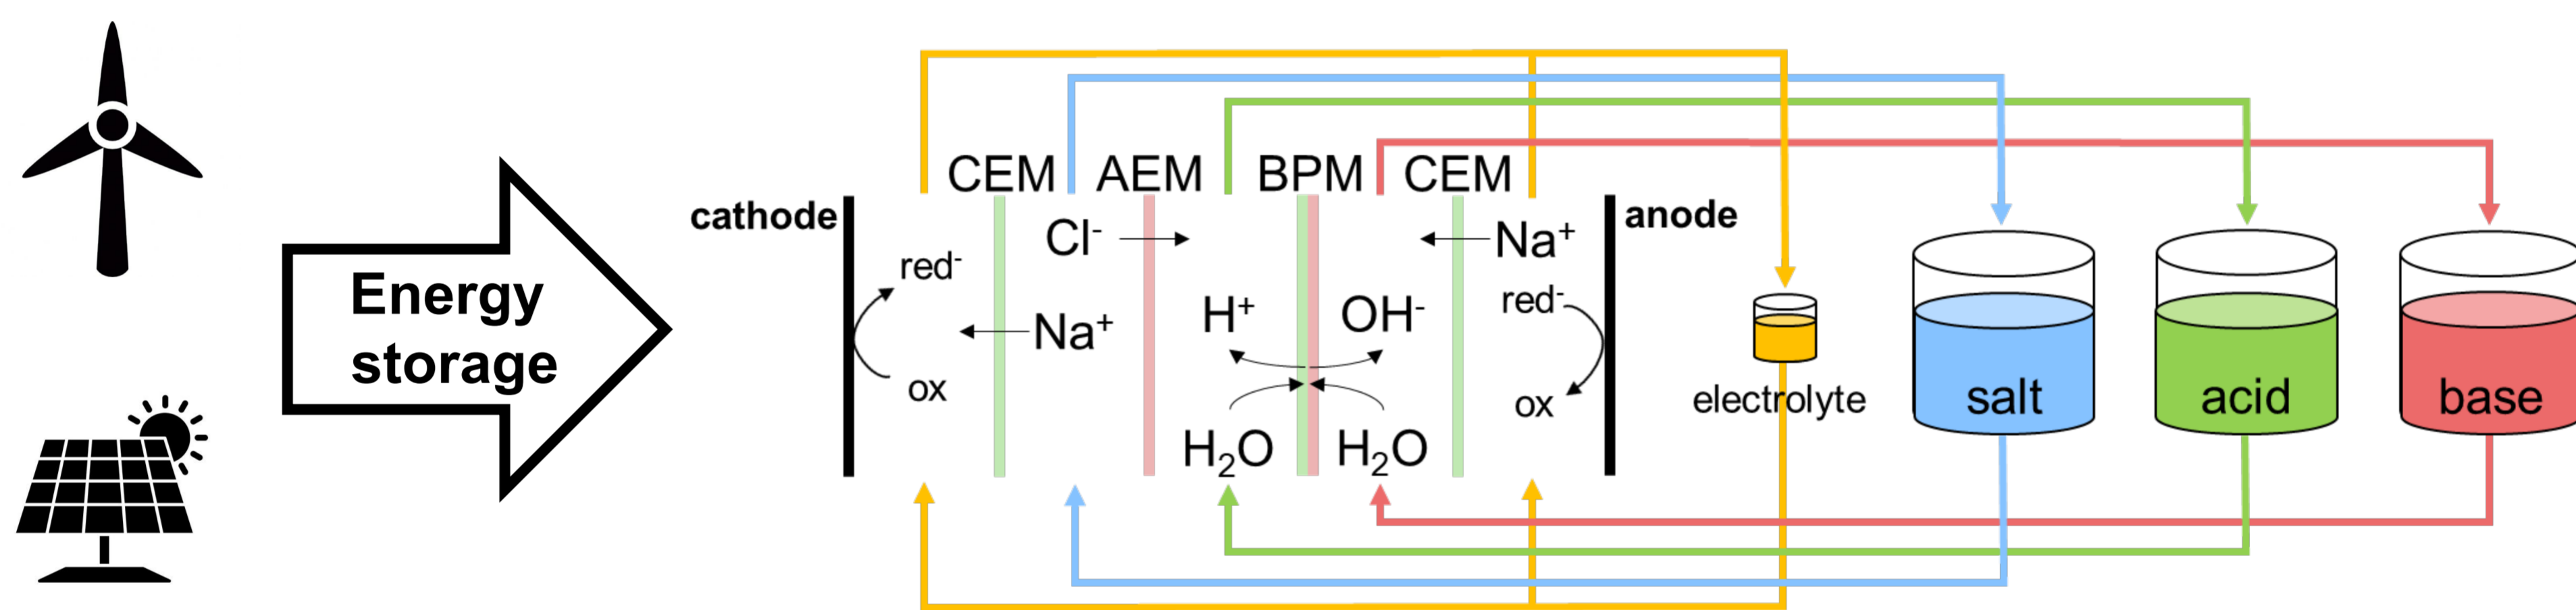 Energy
storage
cathode
CEM
AEM
BPM
CEM
anode
Cl-
Na+
red-
ox
Na+
H+
OH-
H2O
H2O
red-
ox
electrolyte
salt
acid
base